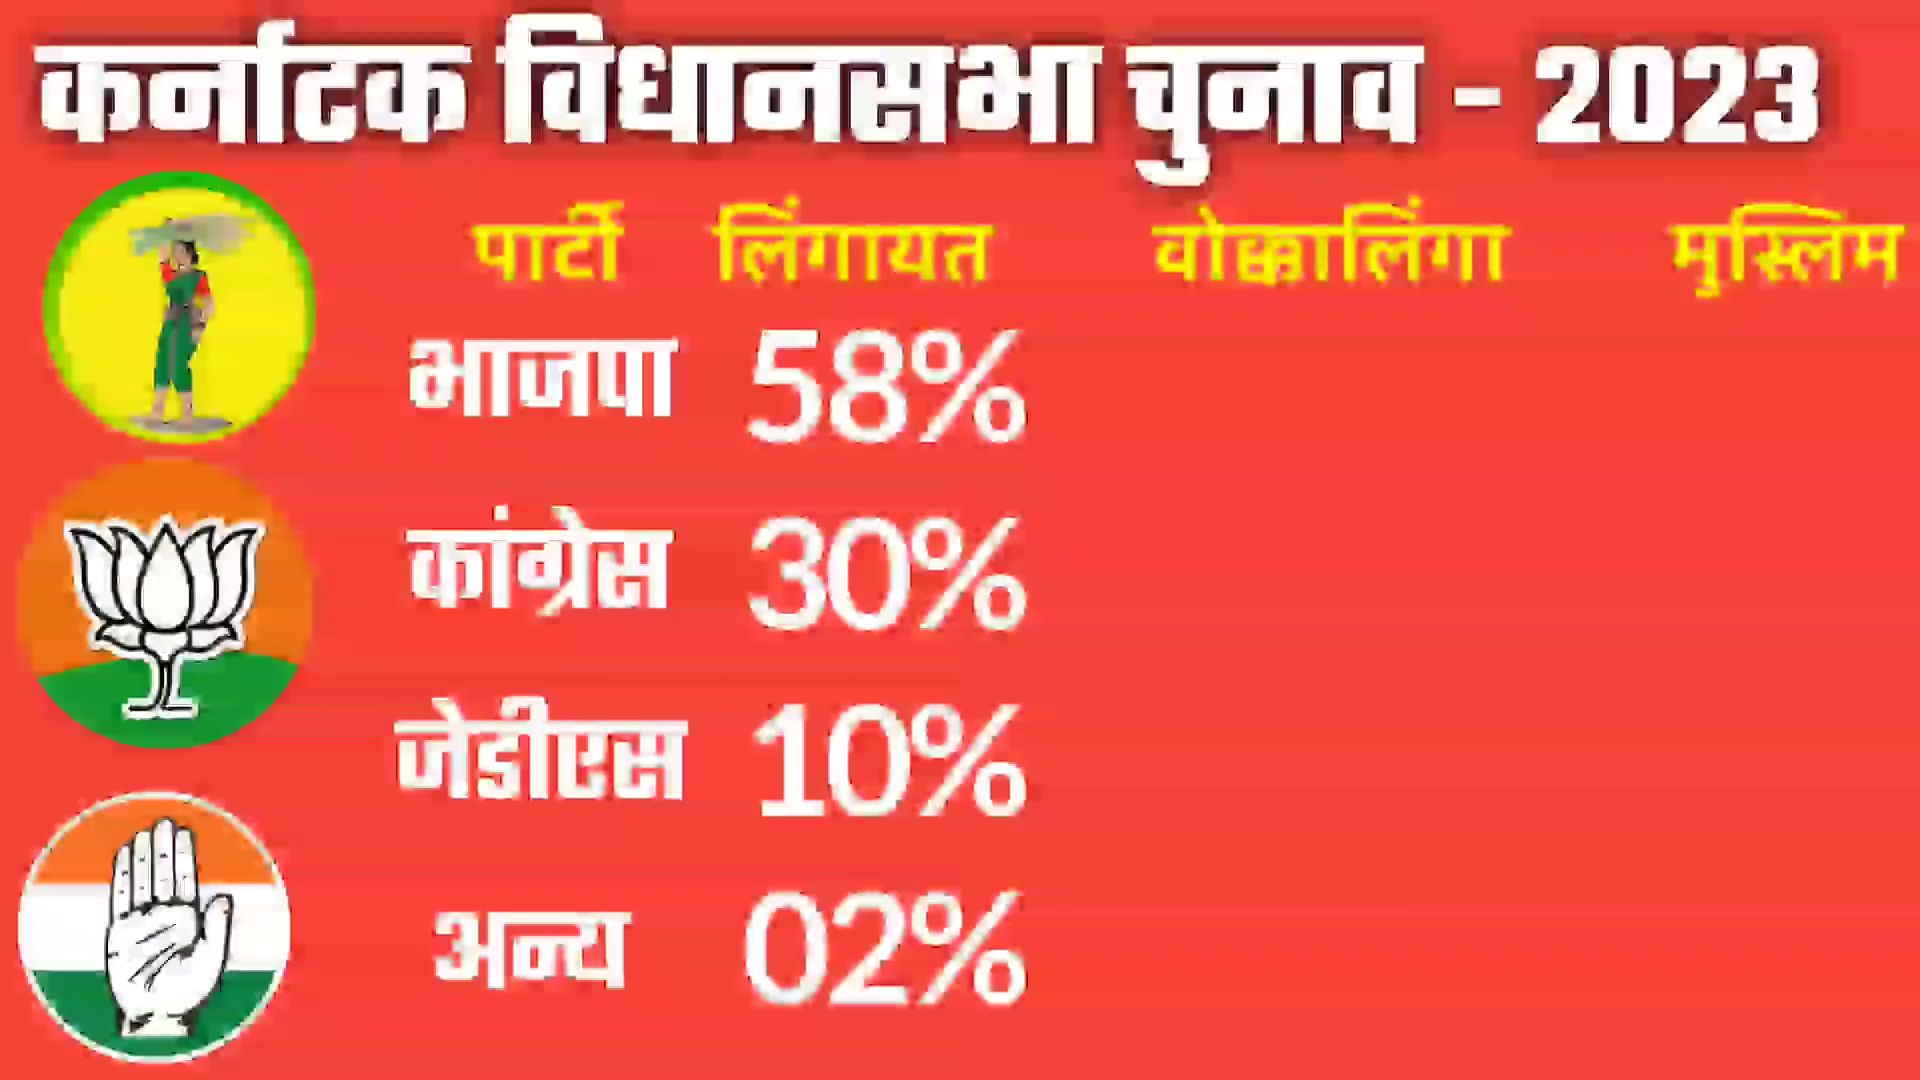 कर्नाटक विधानसभा चुनाव - 2023
पार्टी लिंगायत वोक्कालिंगा मुस्लिम
भाजपा 58%
कांग्रेस 30%
जेडीएस 10%
अन्य 02%